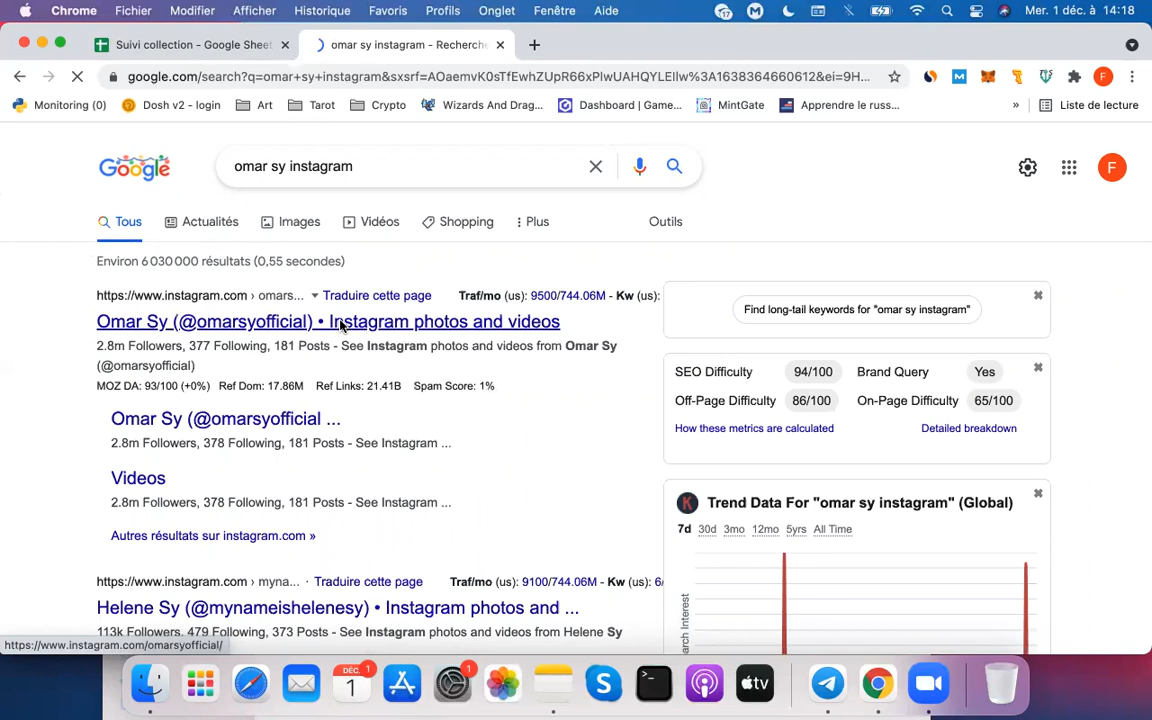 Chrome Fichier Modifier Afficher Historique Favoris Profils Onglet Fenêtre Aide 17 Mer. 1 déc. à 14:18
Suivi collection - Google Sheet omar sy instagram - Recherche
google.com/search?q=omar+sy+instagram&sxsrf=AOaemvK0sTfEwhZUpR66xPlwUAHQYLElIw%3A1638364660612&ei=9H...
Monitoring (0) Dosh v2 - login Art Tarot Crypto Wizards And Drag... Dashboard | Game... MintGate Apprendre le russ... » Liste de lecture
Google omar sy instagram F
Tous Actualités Images Vidéos Shopping Plus Outils
Environ 6 030 000 résultats (0,55 secondes)
https://www.instagram.com › omars... Traduire cette page Traf/mo (us): 9500/744.06M - Kw (us):
Omar Sy (@omarsyofficial) • Instagram photos and videos
2.8m Followers, 377 Following, 181 Posts - See Instagram photos and videos from Omar Sy
(@omarsyofficial)
MOZ DA: 93/100 (+0%) Ref Dom: 17.86M Ref Links: 21.41B Spam Score: 1%
Omar Sy (@omarsyofficial ...
2.8m Followers, 378 Following, 181 Posts - See Instagram ...
Videos
2.8m Followers, 378 Following, 181 Posts - See Instagram ...
Autres résultats sur instagram.com »
https://www.instagram.com › myna... · Traduire cette page Traf/mo (us): 9100/744.06M - Kw (us): 6/
Helene Sy (@mynameishelenesy) • Instagram photos and ...
113k Followers, 479 Following, 373 Posts - See Instagram photos and videos from Helene Sy
https://www.instagram.com/omarsyofficial/
Find long-tail keywords for "omar sy instagram"
SEO Difficulty 94/100 Brand Query Yes
Off-Page Difficulty 86/100 On-Page Difficulty 65/100
How these metrics are calculated Detailed breakdown
K Trend Data For "omar sy instagram" (Global)
7d 30d 3mo 12mo 5yrs All Time
DÉC. 1 1
1 tv